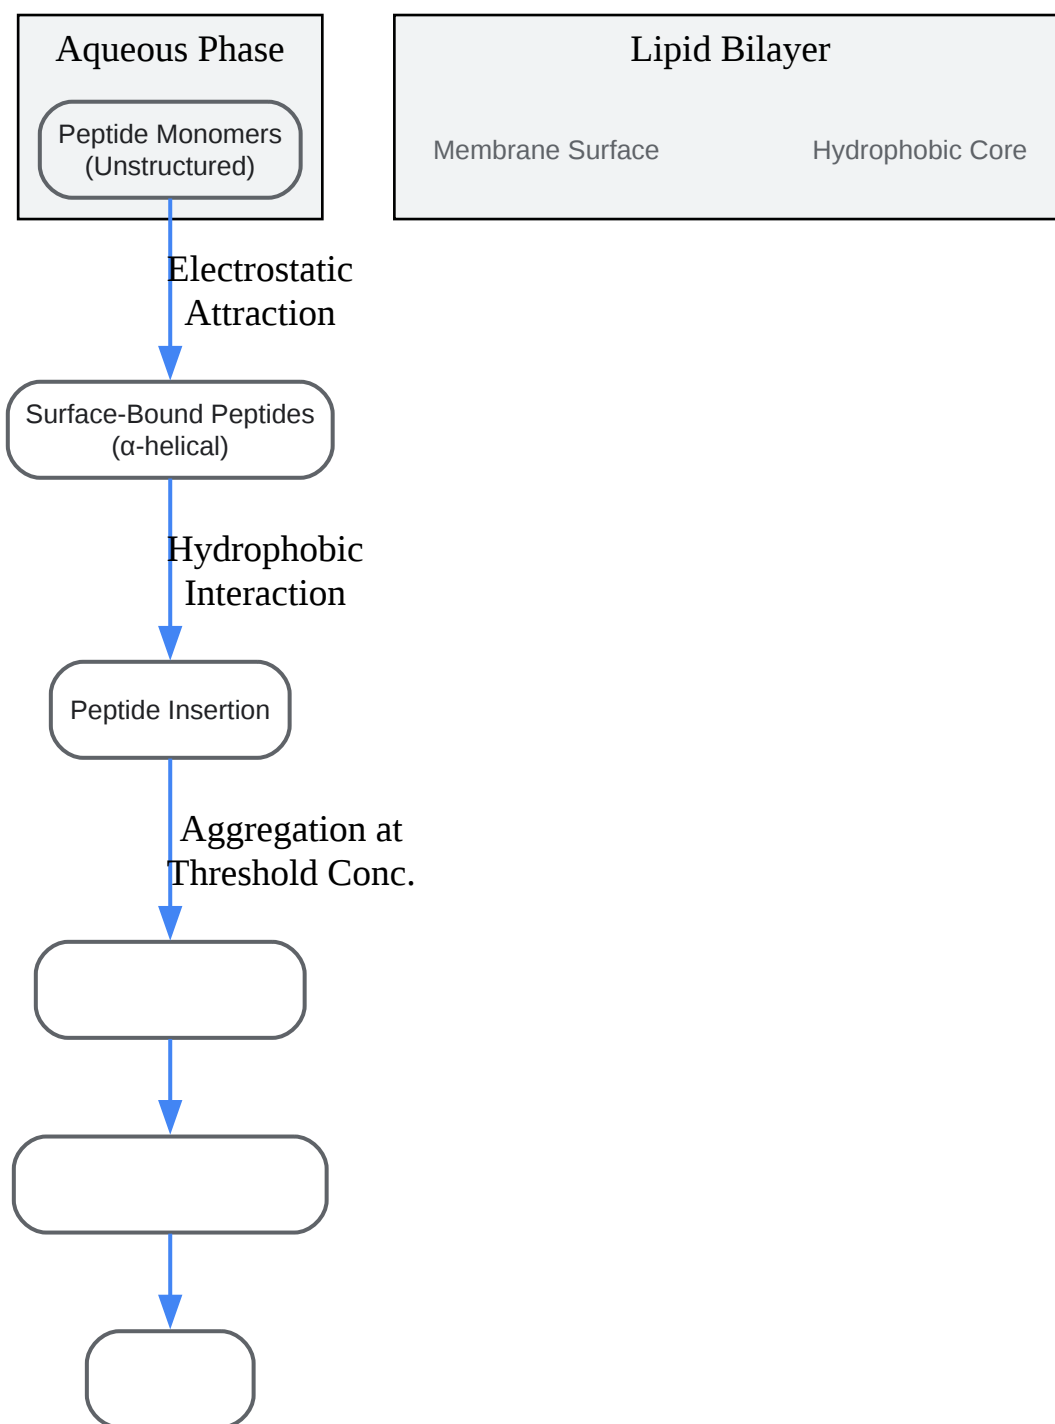 Aqueous Phase
Peptide Monomers
(Unstructured)
Lipid Bilayer
Membrane Surface
Hydrophobic Core
Electrostatic
Attraction
Surface-Bound Peptides
(α-helical)
Hydrophobic
Interaction
Peptide Insertion
Aggregation at
Threshold Conc.